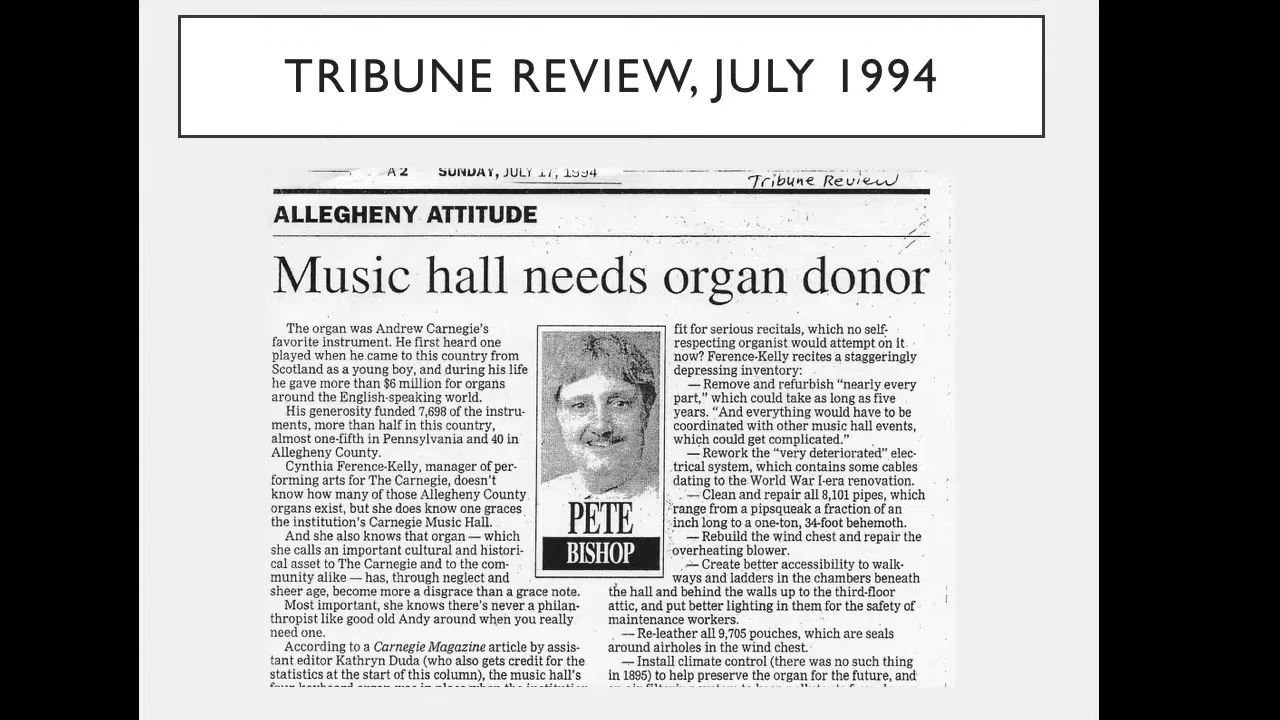 TRIBUNE REVIEW, JULY 1994
A 2 SUNDAY, JULY 17, 1994
Tribune Review
ALLEGHENY ATTITUDE
Music hall needs organ donor
The organ was Andrew Carnegie's
favorite instrument. He first heard one
played when he came to this country from
Scotland as a young boy, and during his life
he gave more than $6 million for organs
around the English-speaking world.
His generosity funded 7,698 of the instru-
ments, more than half in this country,
almost one-fifth in Pennsylvania and 40 in
Allegheny County.
Cynthia Ference-Kelly, manager of per-
forming arts for The Carnegie, doesn't
know how many of those Allegheny County
organs exist, but she does know one graces
the institution's Carnegie Music Hall.
And she also knows that organ — which
she calls an important cultural and histori-
cal asset to The Carnegie and to the com-
munity alike — has, through neglect and
sheer age, become more a disgrace than a grace note.
Most important, she knows there's never a philan-
thropist like good old Andy around when you really
need one.
According to a Carnegie Magazine article by assis-
tant editor Kathryn Duda (who also gets credit for the
statistics at the start of this column), the music hall's
four-keyboard organ was in place when the institution
PETE
BISHOP
fit for serious recitals, which no self-
respecting organist would attempt on it
now? Ference-Kelly recites a staggeringly
depressing inventory:
— Remove and refurbish "nearly every
part," which could take as long as five
years. "And everything would have to be
coordinated with other music hall events,
which could get complicated."
— Rework the "very deteriorated" elec-
trical system, which contains some cables
dating to the World War I-era renovation.
— Clean and repair all 8,101 pipes, which
range from a pipsqueak a fraction of an
inch long to a one-ton, 34-foot behemoth.
— Rebuild the wind chest and repair the
overheating blower.
— Create better accessibility to walk-
ways and ladders in the chambers beneath
the hall and behind the walls up to the third-floor
attic, and put better lighting in them for the safety of
maintenance workers.
— Re-leather all 9,705 pouches, which are seals
around airholes in the wind chest.
— Install climate control (there was no such thing
in 1895) to help preserve the organ for the future, and